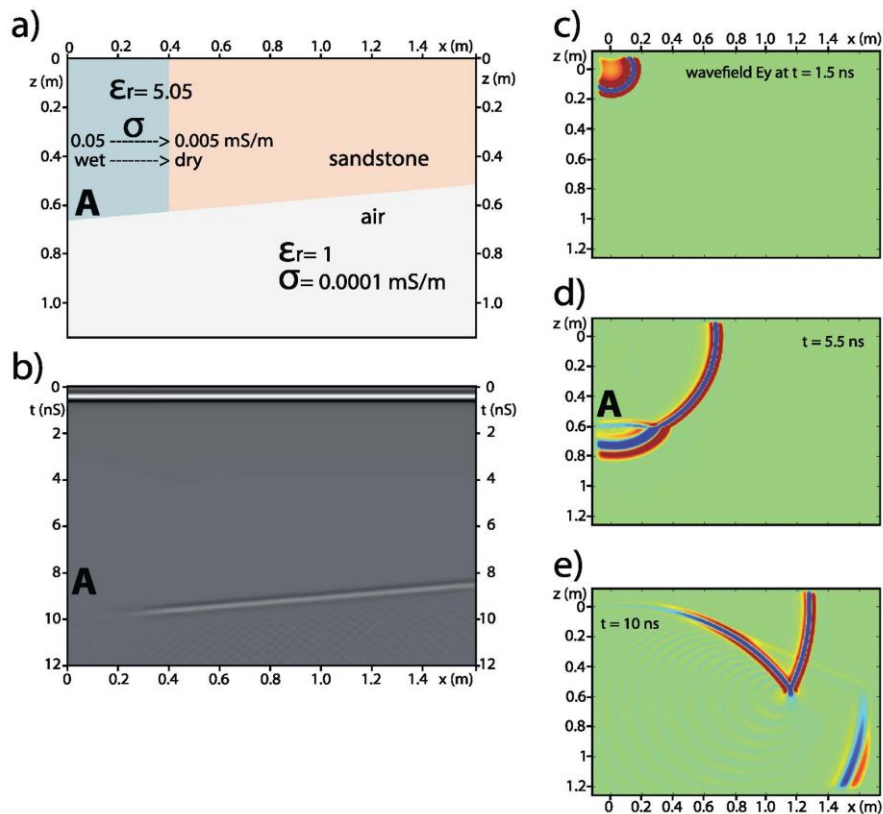 a)
0 0.2 0.4 0.6 0.8 1.0 1.2 1.4 x (m)
0 0
z (m) z (m)
0.2 0.2
0.4 0.4
0.6 0.6
0.8 0.8
1.0 1.0
εr= 5.05
σ
0.05 -------> 0.005 mS/m
wet -------> dry
sandstone
A
air
εr= 1
σ= 0.0001 mS/m
b)
0 0
t (nS) t (nS)
2 2
4 4
6 6
8 8
A
10 10
12 12
0 0.2 0.4 0.6 0.8 1.0 1.2 1.4 x (m)
c)
0 0.2 0.4 0.6 0.8 1.0 1.2 1.4 x (m)
z (m)
0
0.2
0.4
0.6
0.8
1
1.2
wavefield Ey at t = 1.5 ns
d)
z (m)
0
0.2
0.4
0.6
0.8
1
1.2
t = 5.5 ns
A
e)
z (m)
0
0.2
0.4
0.6
0.8
1
1.2
t = 10 ns
0 0.2 0.4 0.6 0.8 1.0 1.2 1.4 x (m)